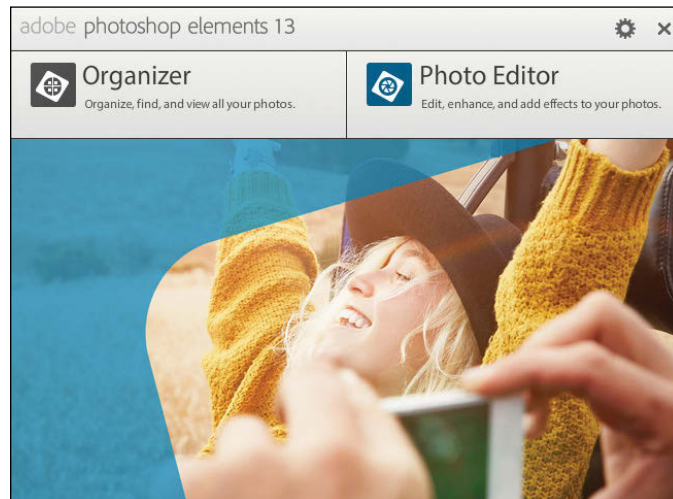 adobe photoshop elements 13
Organizer
Organize, find, and view all your photos.
Photo Editor
Edit, enhance, and add effects to your photos.